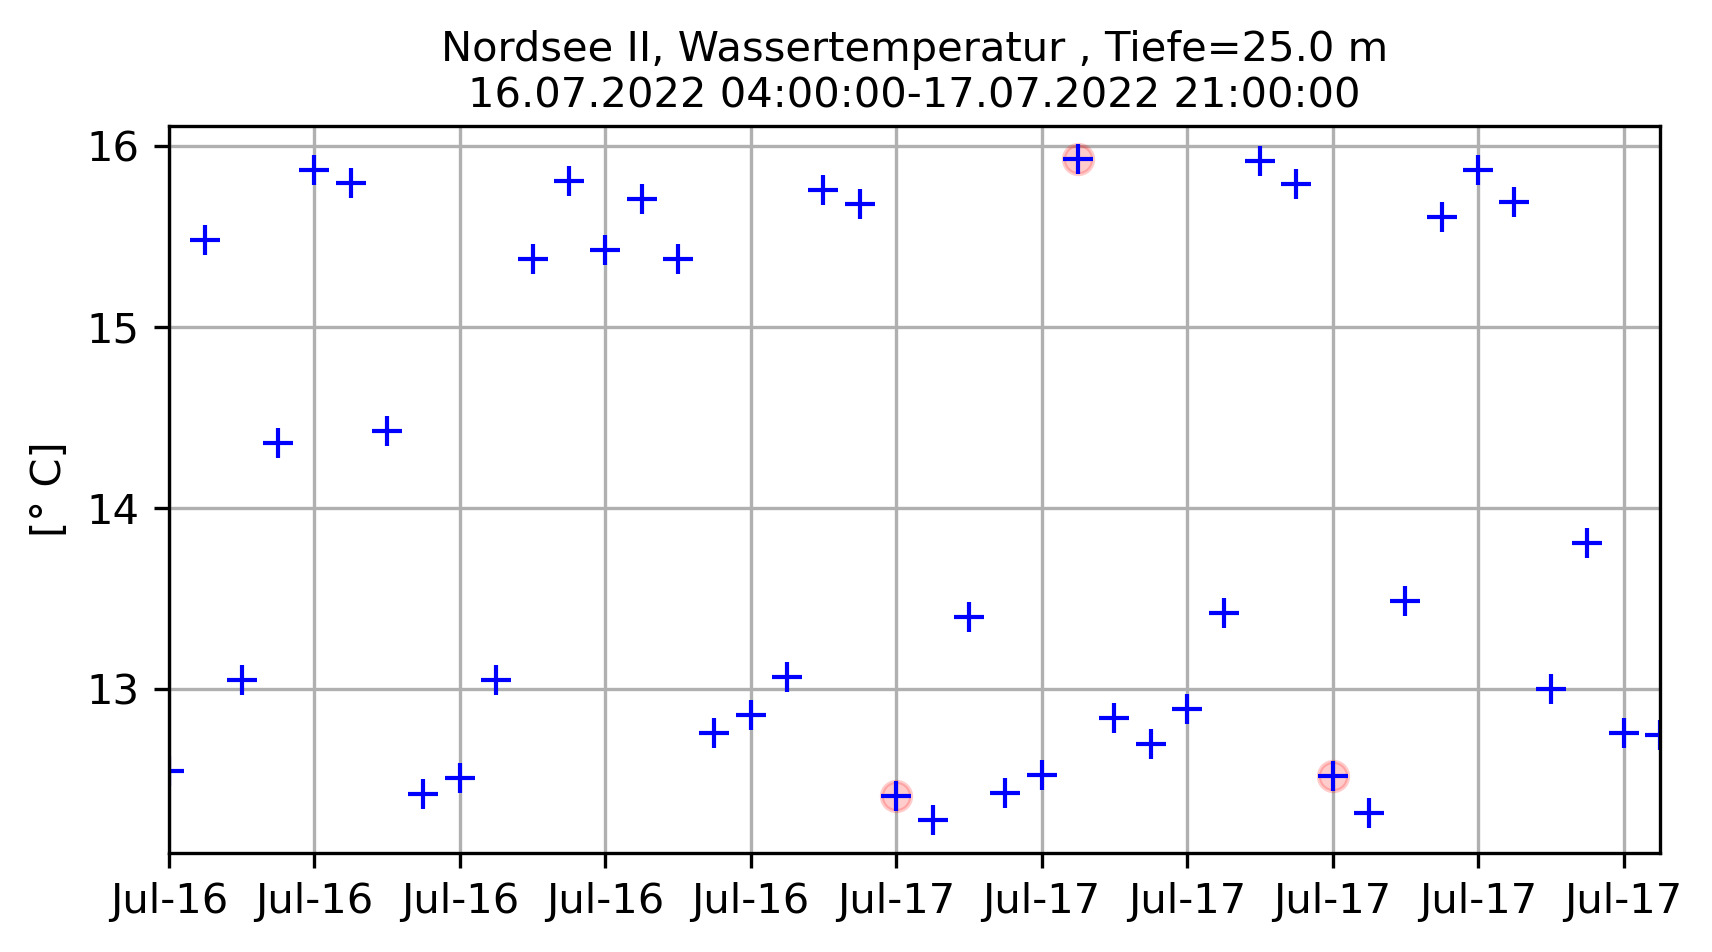 Nordsee II, Wassertemperatur , Tiefe=25.0 m
16.07.2022 04:00:00-17.07.2022 21:00:00
16
15
14
13
[° C]
Jul-16 Jul-16 Jul-16 Jul-16 Jul-16 Jul-17 Jul-17 Jul-17 Jul-17 Jul-17 Jul-17